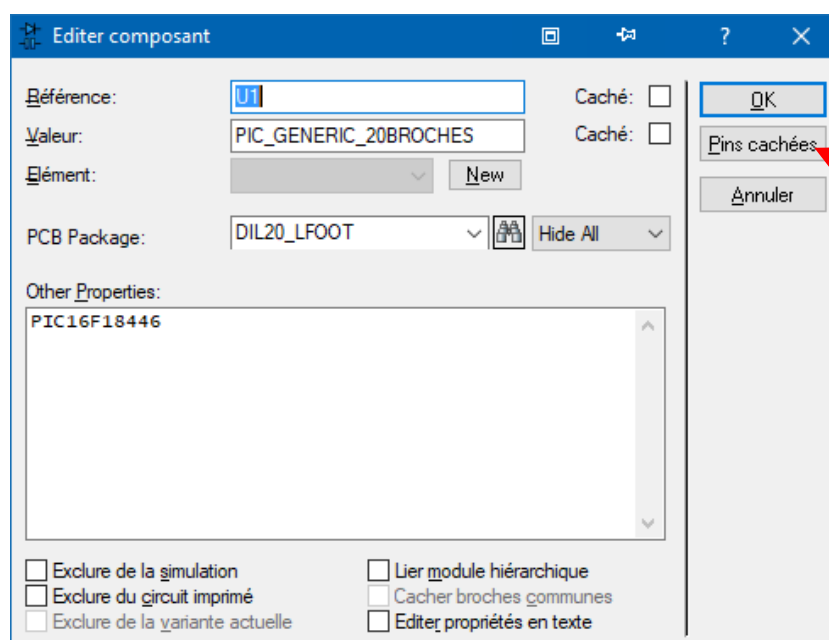 Editer composant ?
Référence: U1 Caché: OK
Valeur: PIC_GENERIC_20BROCHES Caché: Pins cachées
Elément: New Annuler
PCB Package: DIL20_LFOOT Hide All
Other Properties:
PIC16F18446
Exclure de la simulation Lier module hiérarchique
Exclure du circuit imprimé Cacher broches communes
Exclure de la variante actuelle Editer propriétés en texte